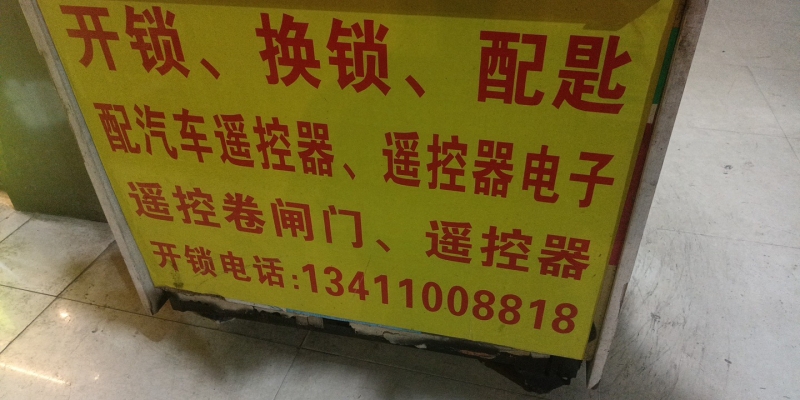 开锁、换锁、配匙
配汽车遥控器、遥控器电子
遥控卷闸门、遥控器
开锁电话:13411008818